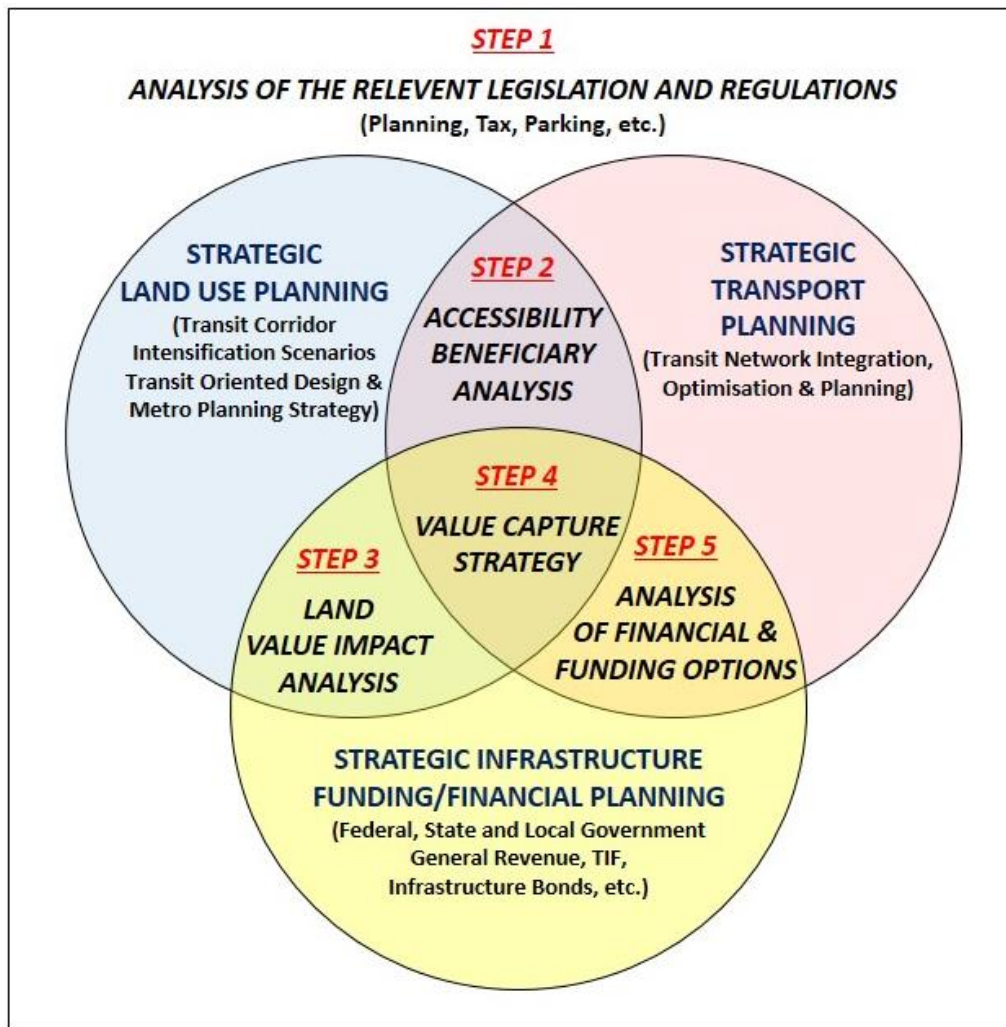 STEP 1
ANALYSIS OF THE RELEVENT LEGISLATION AND REGULATIONS
(Planning, Tax, Parking, etc.)
STRATEGIC
LAND USE PLANNING
(Transit Corridor
Intensification Scenarios
Transit Oriented Design &
Metro Planning Strategy)
STEP 2
ACCESSIBILITY
BENEFICIARY
ANALYSIS
STRATEGIC
TRANSPORT
PLANNING
(Transit Network Integration,
Optimisation & Planning)
STEP 3
LAND
VALUE IMPACT
ANALYSIS
STEP 4
VALUE CAPTURE
STRATEGY
STEP 5
ANALYSIS
OF FINANCIAL &
FUNDING OPTIONS
STRATEGIC INFRASTRUCTURE
FUNDING/FINANCIAL PLANNING
(Federal, State and Local Government
General Revenue, TIF,
Infrastructure Bonds, etc.)